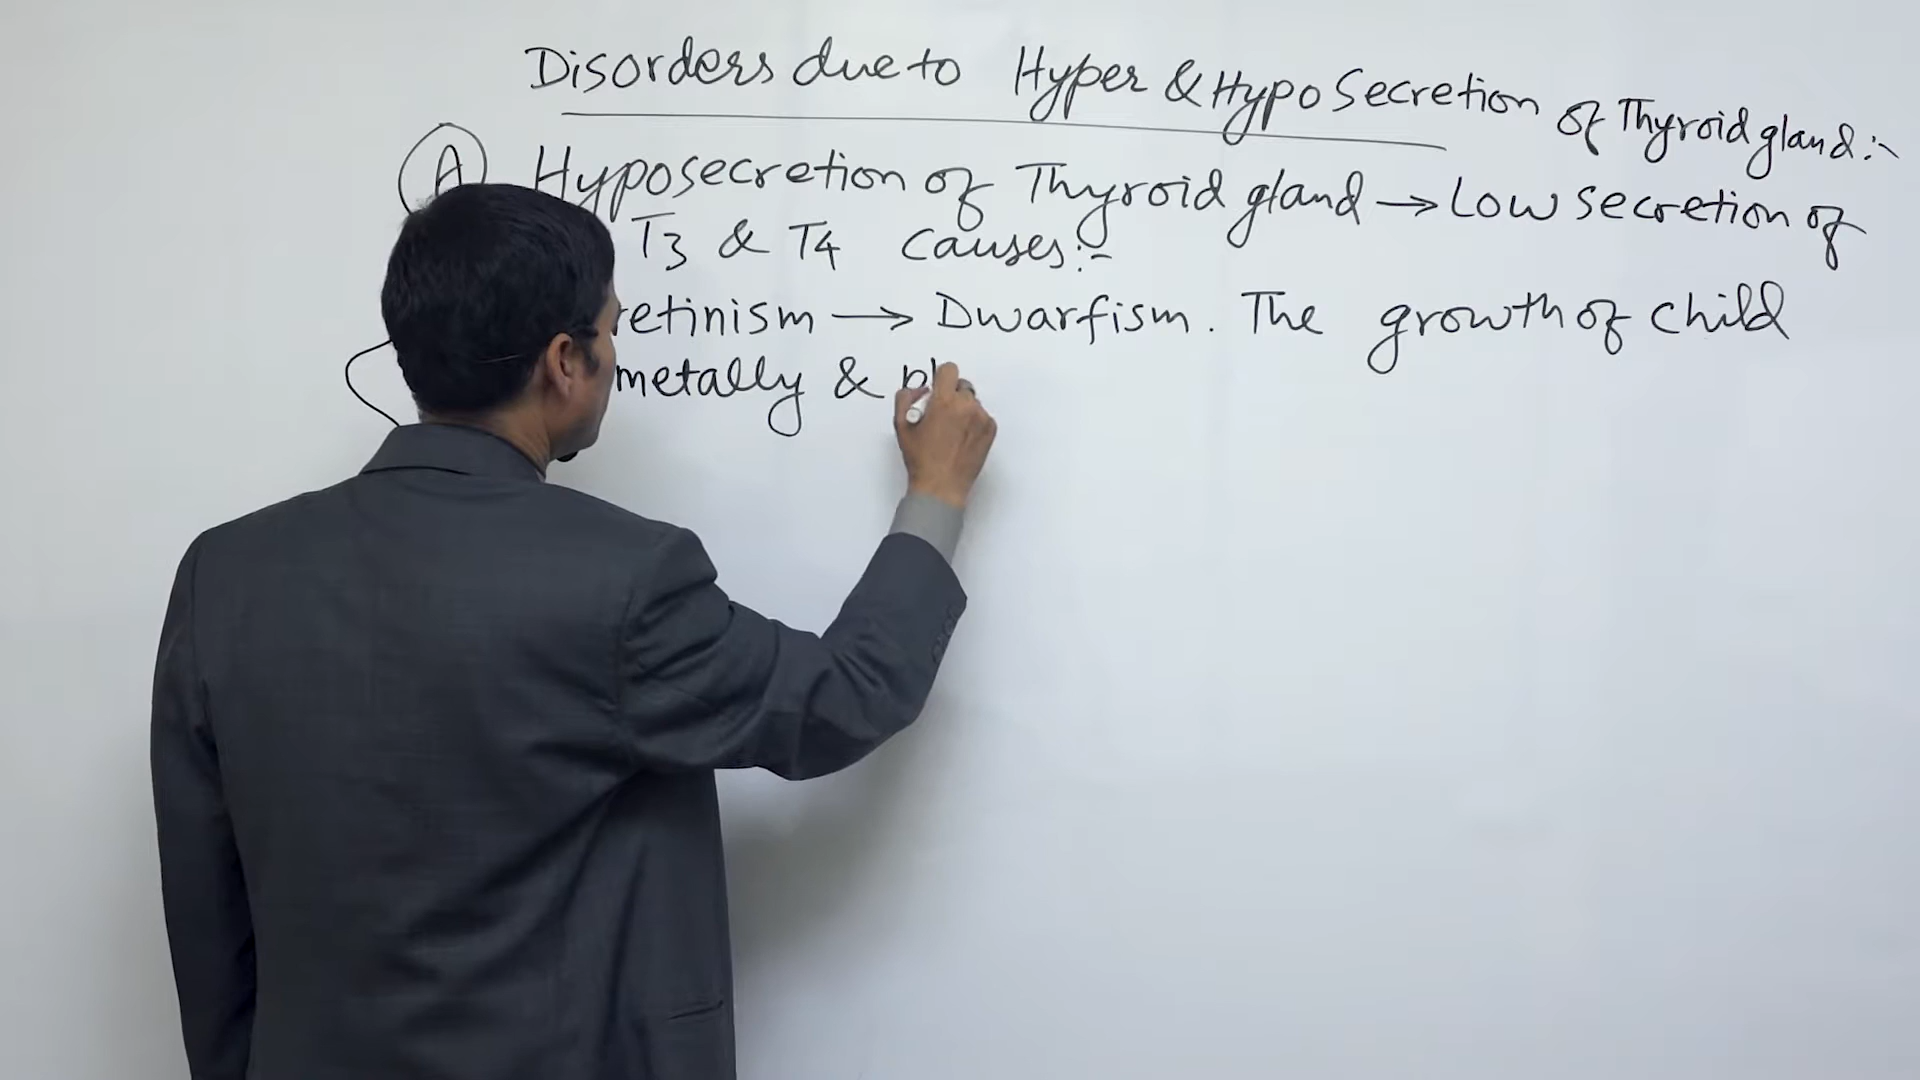 Disorders due to Hyper & Hypo Secretion of Thyroid gland :-
A Hyposecretion of Thyroid gland → Low secretion of
T3 & T4 causes :-
retinism → Dwarfism. The growth of child
metally &